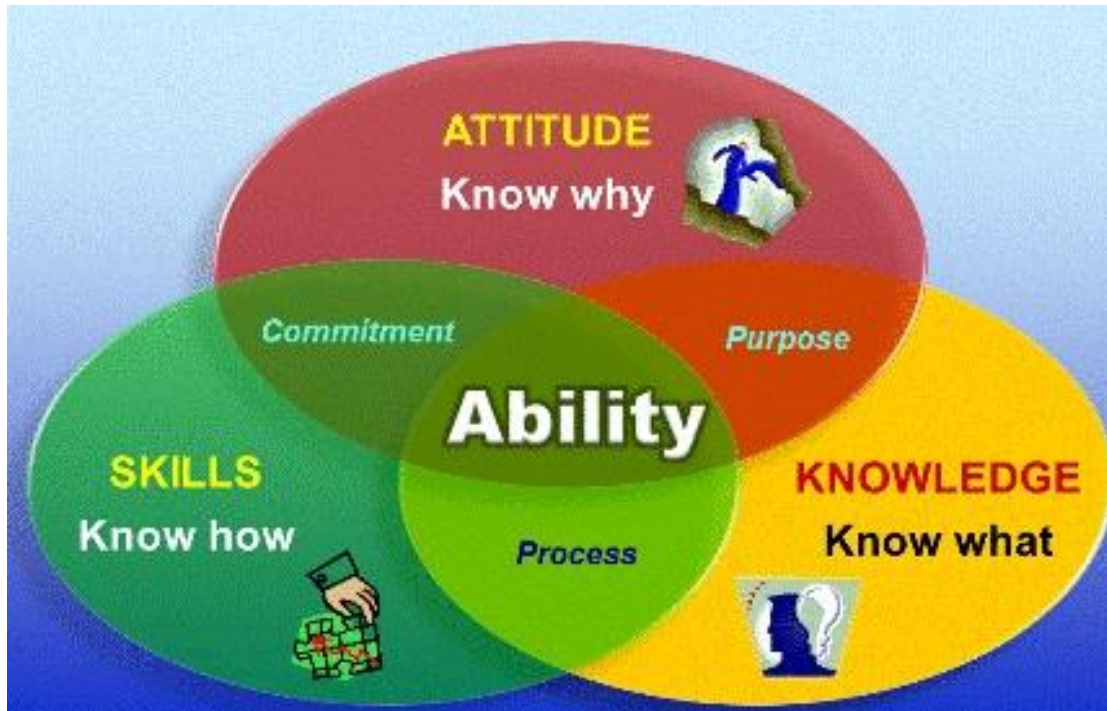 ATTITUDE
Know why
Commitment
Purpose
Ability
SKILLS
Know how
KNOWLEDGE
Know what
Process